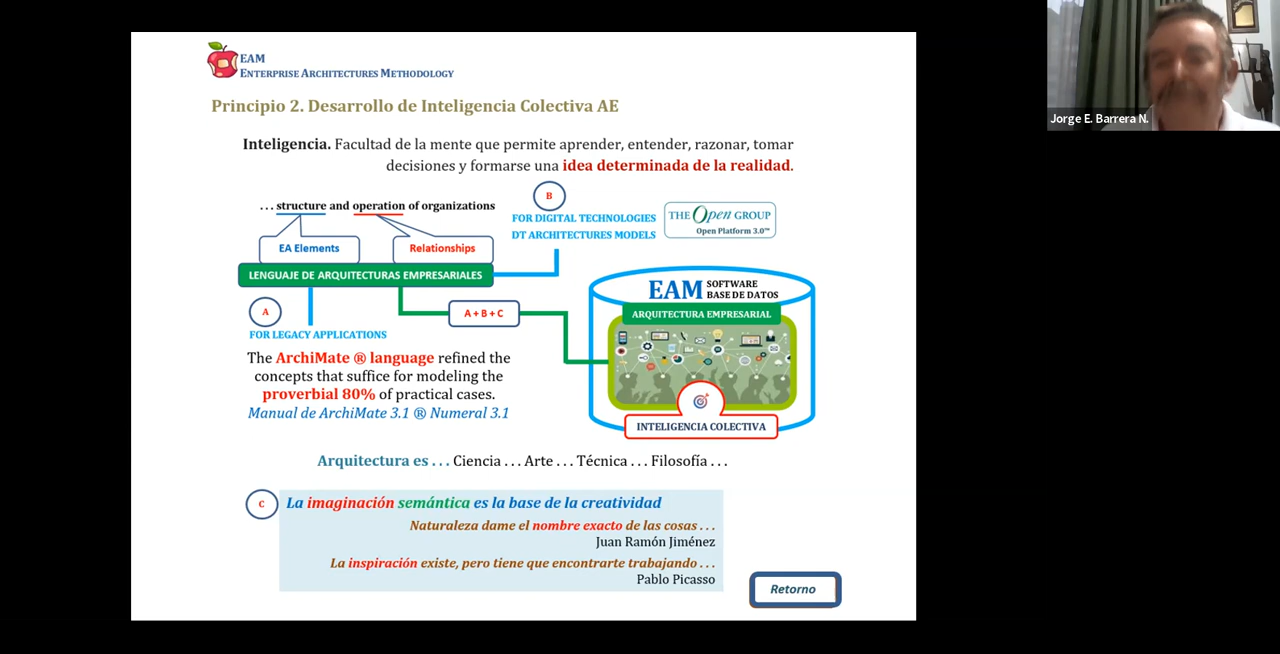 EAM
ENTERPRISE ARCHITECTURES METHODOLOGY
Jorge E. Barrera N.
Principio 2. Desarrollo de Inteligencia Colectiva AE
Inteligencia. Facultad de la mente que permite aprender, entender, razonar, tomar
decisiones y formarse una idea determinada de la realidad.
B
. . . structure and operation of organizations
FOR DIGITAL TECHNOLOGIES
DT ARCHITECTURES MODELS
THE Open GROUP
Open Platform 3.0™
EA Elements
Relationships
LENGUAJE DE ARQUITECTURAS EMPRESARIALES
EAM SOFTWARE
BASE DE DATOS
ARQUITECTURA EMPRESARIAL
A
A + B + C
FOR LEGACY APPLICATIONS
The ArchiMate ® language refined the
concepts that suffice for modeling the
proverbial 80% of practical cases.
Manual de ArchiMate 3.1 ® Numeral 3.1
INTELIGENCIA COLECTIVA
Arquitectura es . . . Ciencia . . . Arte . . . Técnica . . . Filosofía . . .
C
La imaginación semántica es la base de la creatividad
Naturaleza dame el nombre exacto de las cosas . . .
Juan Ramón Jiménez
La inspiración existe, pero tiene que encontrarte trabajando . . .
Pablo Picasso
Retorno